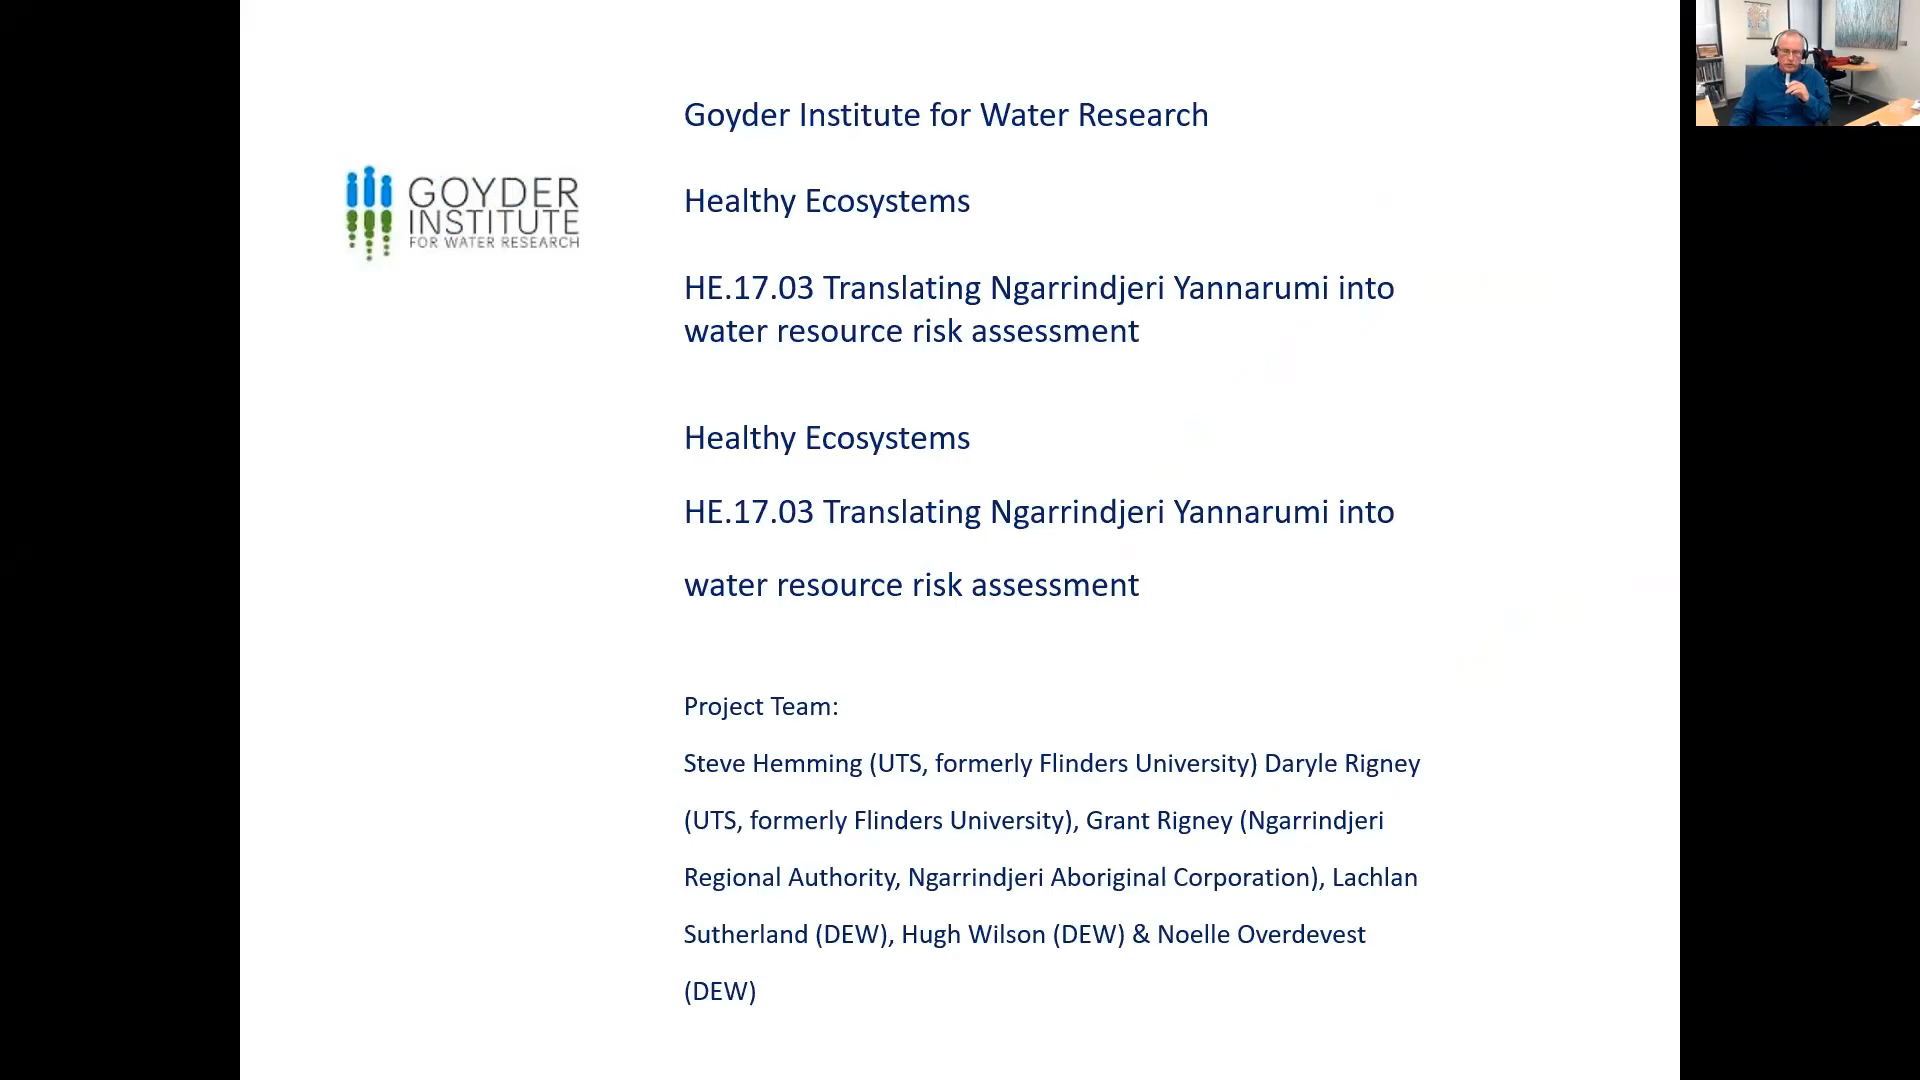 Goyder Institute for Water Research
GOYDER
INSTITUTE
FOR WATER RESEARCH
Healthy Ecosystems
HE.17.03 Translating Ngarrindjeri Yannarumi into
water resource risk assessment
Healthy Ecosystems
HE.17.03 Translating Ngarrindjeri Yannarumi into
water resource risk assessment
Project Team:
Steve Hemming (UTS, formerly Flinders University) Daryle Rigney
(UTS, formerly Flinders University), Grant Rigney (Ngarrindjeri
Regional Authority, Ngarrindjeri Aboriginal Corporation), Lachlan
Sutherland (DEW), Hugh Wilson (DEW) & Noelle Overdevest
(DEW)